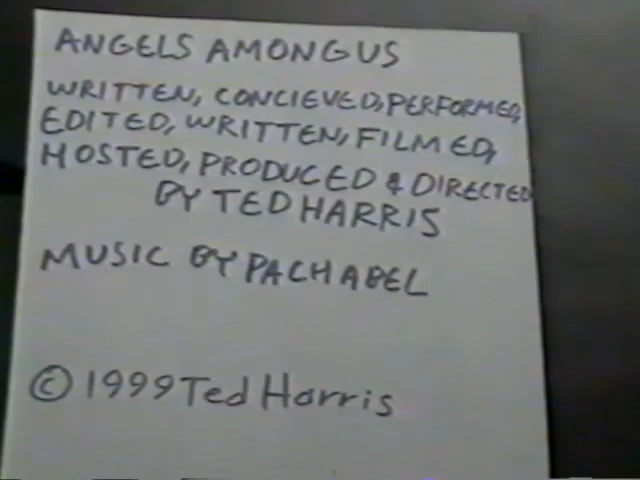 ANGELS AMONG US
WRITTEN, CONCIEVED, PERFORMED,
EDITED, WRITTEN, FILMED,
HOSTED, PRODUCED & DIRECTED
BY TED HARRIS
MUSIC BY PACHABEL
© 1999 Ted Harris